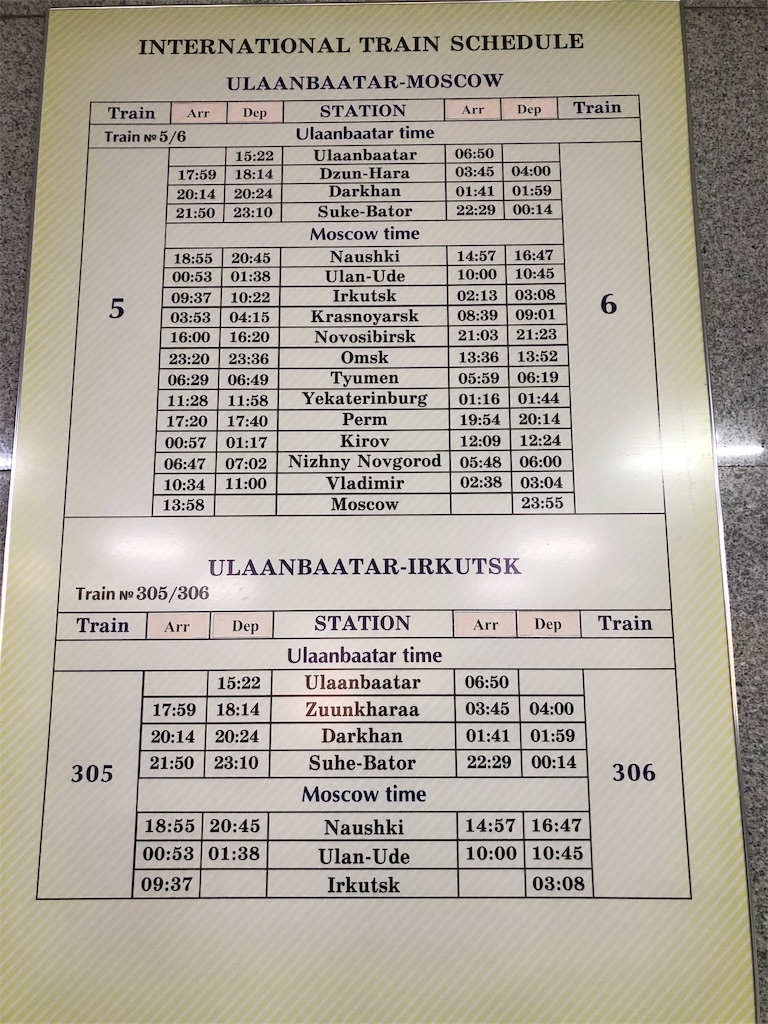 INTERNATIONAL TRAIN SCHEDULE
ULAANBAATAR-MOSCOW
Train Arr Dep STATION Arr Dep Train
Train № 5/6 Ulaanbaatar time
15:22 Ulaanbaatar 06:50
17:59 18:14 Dzun-Hara 03:45 04:00
20:14 20:24 Darkhan 01:41 01:59
21:50 23:10 Suke-Bator 22:29 00:14
Moscow time
18:55 20:45 Naushki 14:57 16:47
00:53 01:38 Ulan-Ude 10:00 10:45
5 09:37 10:22 Irkutsk 02:13 03:08 6
03:53 04:15 Krasnoyarsk 08:39 09:01
16:00 16:20 Novosibirsk 21:03 21:23
23:20 23:36 Omsk 13:36 13:52
06:29 06:49 Tyumen 05:59 06:19
11:28 11:58 Yekaterinburg 01:16 01:44
17:20 17:40 Perm 19:54 20:14
00:57 01:17 Kirov 12:09 12:24
06:47 07:02 Nizhny Novgorod 05:48 06:00
10:34 11:00 Vladimir 02:38 03:04
13:58 Moscow 23:55
ULAANBAATAR-IRKUTSK
Train № 305/306
Train Arr Dep STATION Arr Dep Train
Ulaanbaatar time
15:22 Ulaanbaatar 06:50
17:59 18:14 Zuunkharaa 03:45 04:00
20:14 20:24 Darkhan 01:41 01:59
305 21:50 23:10 Suhe-Bator 22:29 00:14 306
Moscow time
18:55 20:45 Naushki 14:57 16:47
00:53 01:38 Ulan-Ude 10:00 10:45
09:37 Irkutsk 03:08